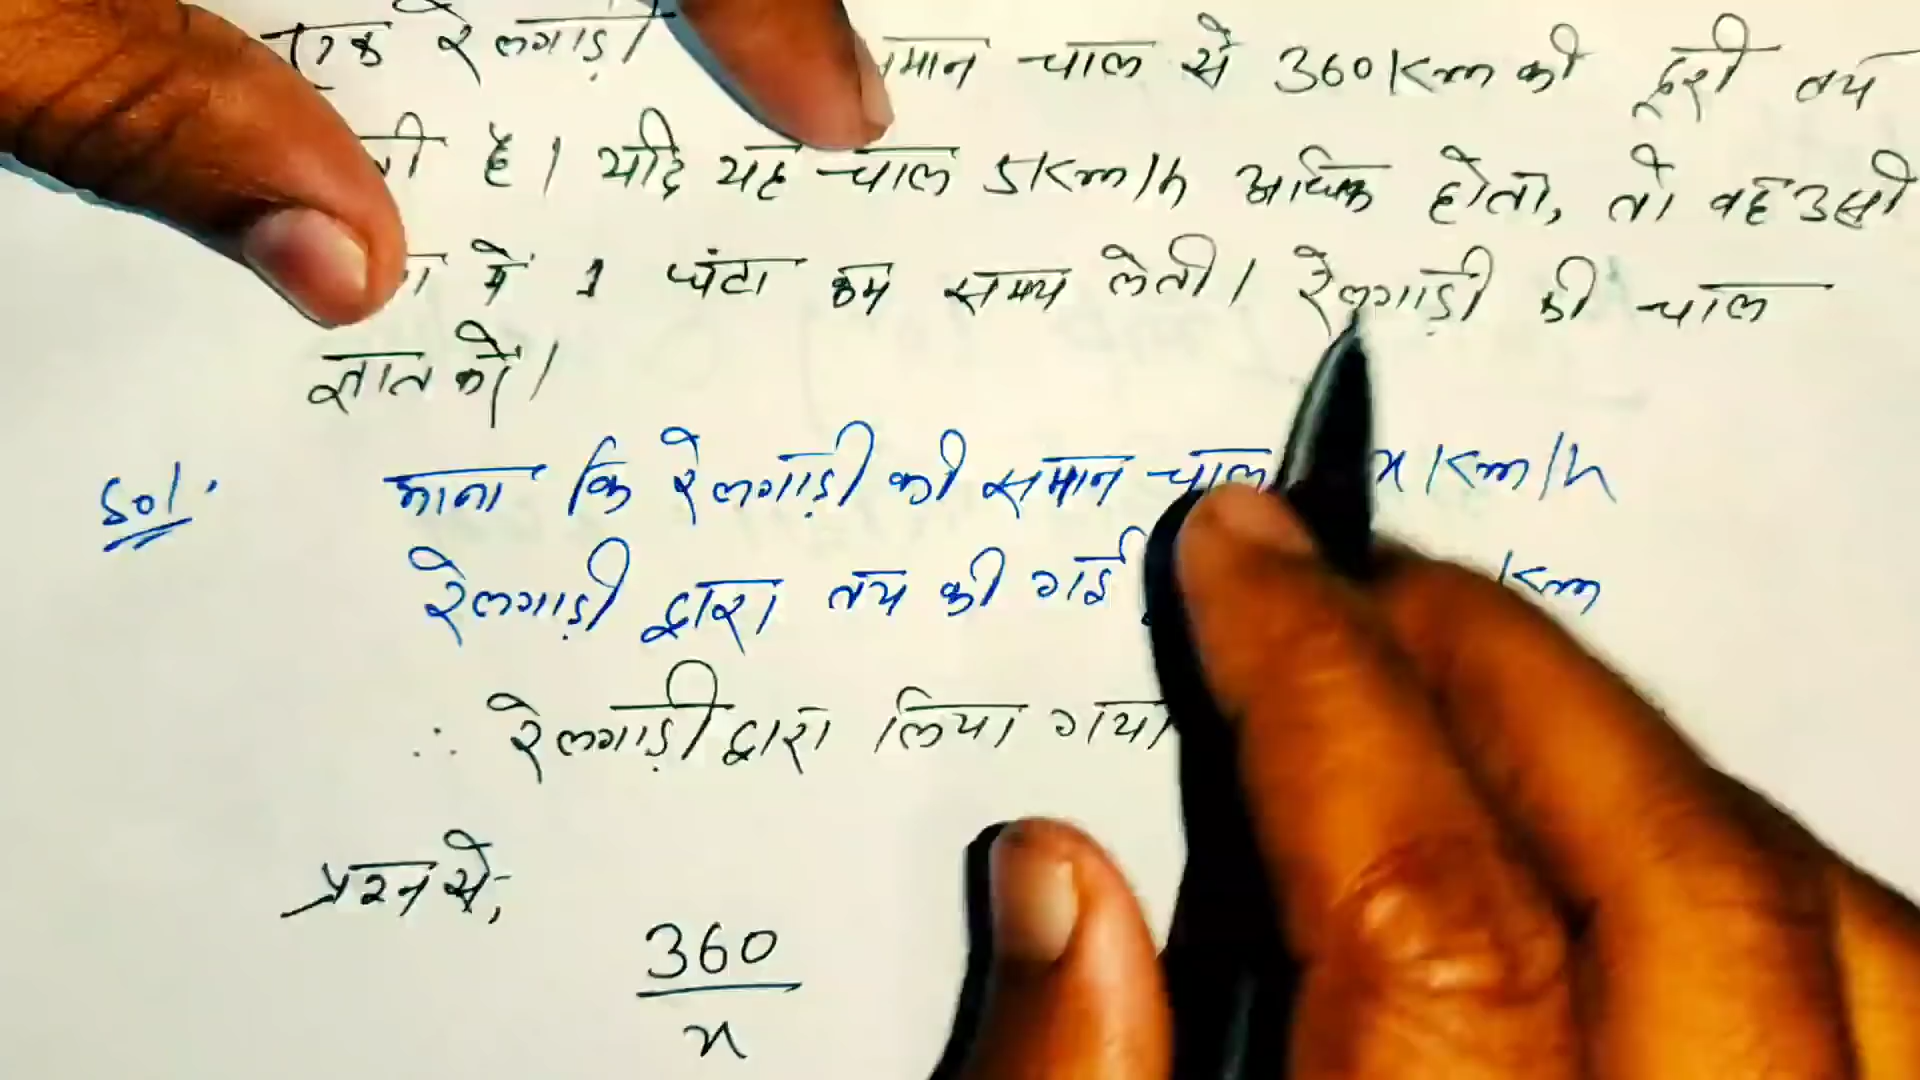 एक रेलगाड़ी चाल से 360 Km की दूरी तय
है। यदि यह चाल 5 Km/h अधिक होता, तो वह उसी
में 1 घंटा कम समय लेती। रेलगाड़ी की चाल
ज्ञात करें।
Sol. माना कि रेलगाड़ी की समान चाल x Km/h
रेलगाड़ी द्वारा तय की गई Km
∴ रेलगाड़ी द्वारा लिया गया
प्रश्न से,
360
x